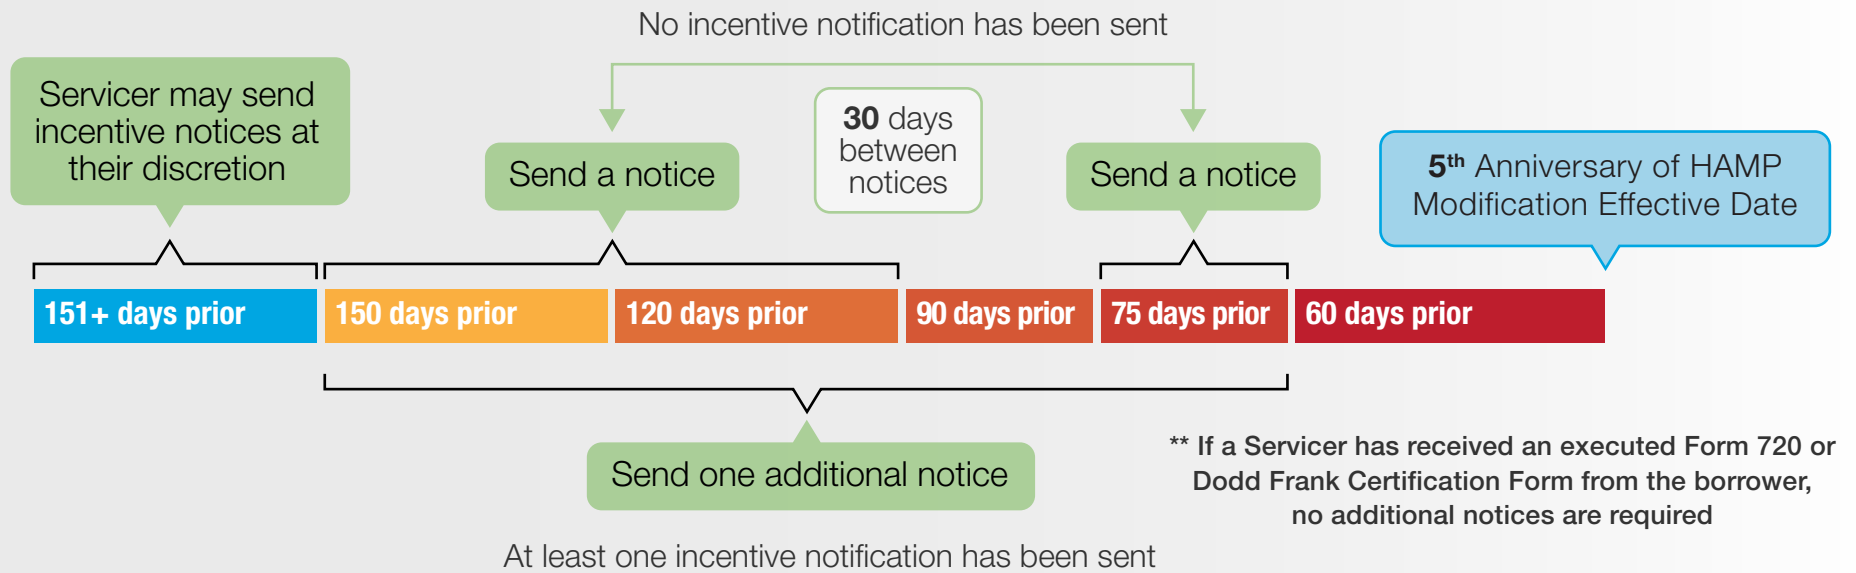 No incentive notification has been sent
Servicer may send
incentive notices at
their discretion
Send a notice
30 days
between
notices
Send a notice
5th Anniversary of HAMP
Modification Effective Date
151+ days prior
150 days prior
120 days prior
90 days prior
75 days prior
60 days prior
Send one additional notice
** If a Servicer has received an executed Form 720 or
Dodd Frank Certification Form from the borrower,
no additional notices are required
At least one incentive notification has been sent